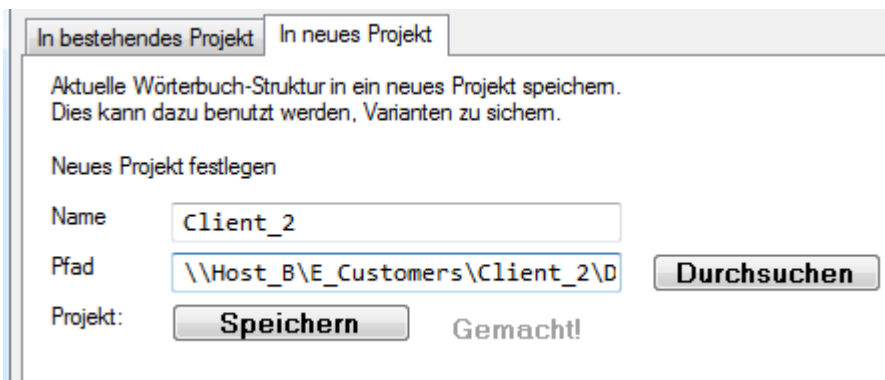 In bestehendes Projekt In neues Projekt
Aktuelle Wörterbuch-Struktur in ein neues Projekt speichern.
Dies kann dazu benutzt werden, Varianten zu sichern.
Neues Projekt festlegen
Name Client_2
Pfad \\Host_B\E_Customers\Client_2\D Durchsuchen
Projekt: Speichern Gemacht!